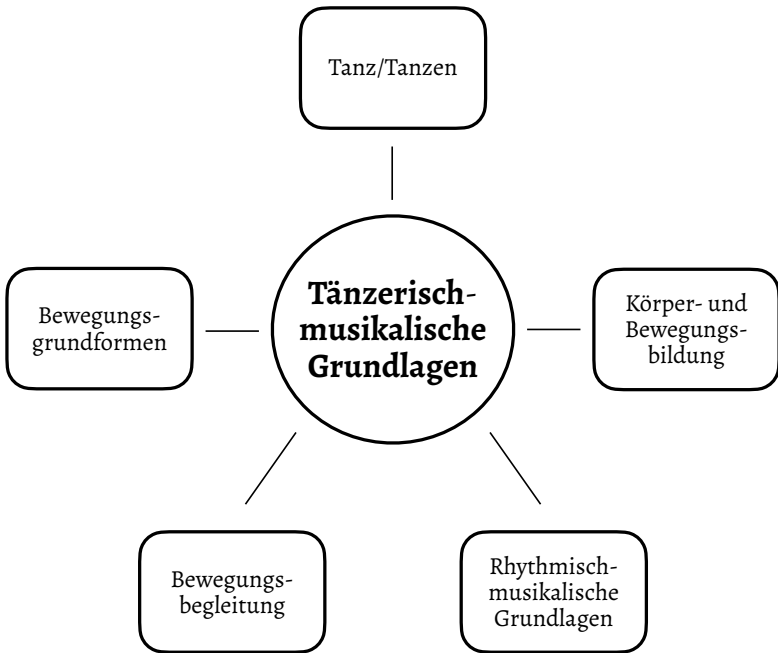 Tanz/Tanzen
Bewegungs-
grundformen
Tänzerisch-
musikalische
Grundlagen
Körper- und
Bewegungs-
bildung
Bewegungs-
begleitung
Rhythmisch-
musikalische
Grundlagen